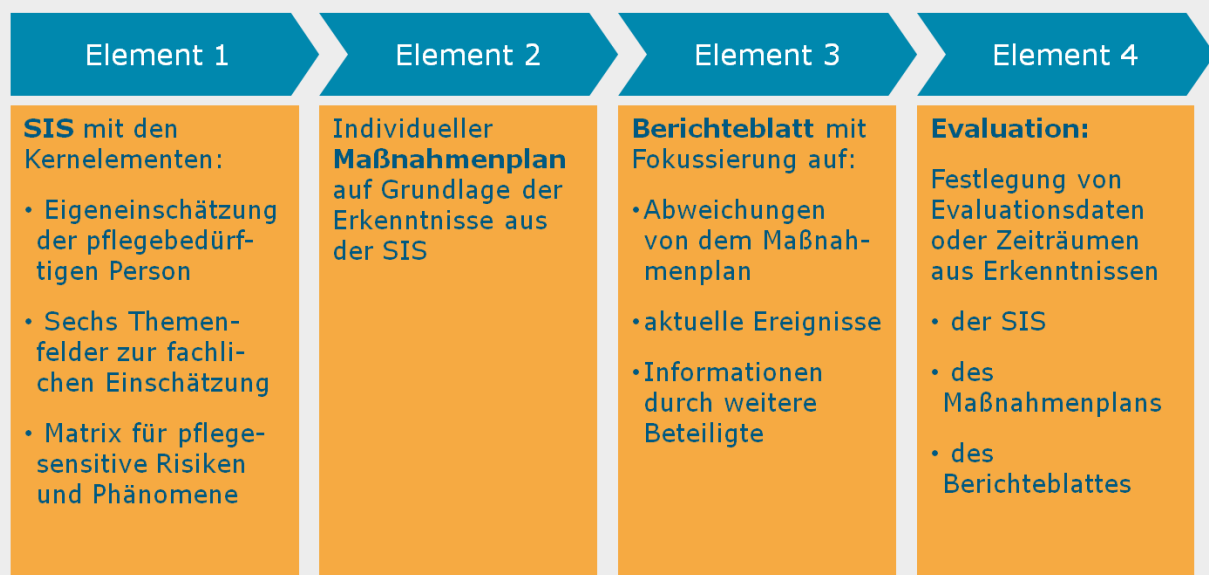 Element 1
Element 2
Element 3
Element 4
SIS mit den
Kernelementen:
• Eigeneinschätzung
der pflegebedürf-
tigen Person
• Sechs Themen-
felder zur fachli-
chen Einschätzung
• Matrix für pflege-
sensitive Risiken
und Phänomene
Individueller
Maßnahmenplan
auf Grundlage der
Erkenntnisse aus
der SIS
Berichteblatt mit
Fokussierung auf:
• Abweichungen
von dem Maßnah-
menplan
• aktuelle Ereignisse
• Informationen
durch weitere
Beteiligte
Evaluation:
Festlegung von
Evaluationsdaten
oder Zeiträumen
aus Erkenntnissen
• der SIS
• des
Maßnahmenplans
• des
Berichteblattes